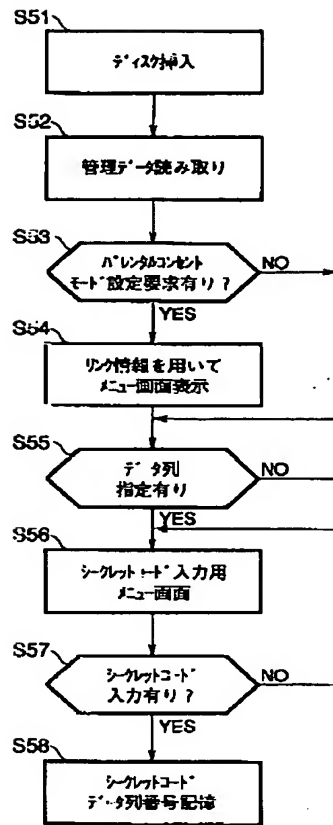 S51
ディスク挿入
S52
管理データ読み取り
S53
パレンタルコンセント
モード設定要求有り?
NO
YES
S54
リンク情報を用いて
メニュー画面表示
S55
データ列
指定有り
NO
YES
S56
シークレットコード入力用
メニュー画面
S57
シークレットコード
入力有り?
NO
YES
S58
シークレットコード
データ列番号記憶